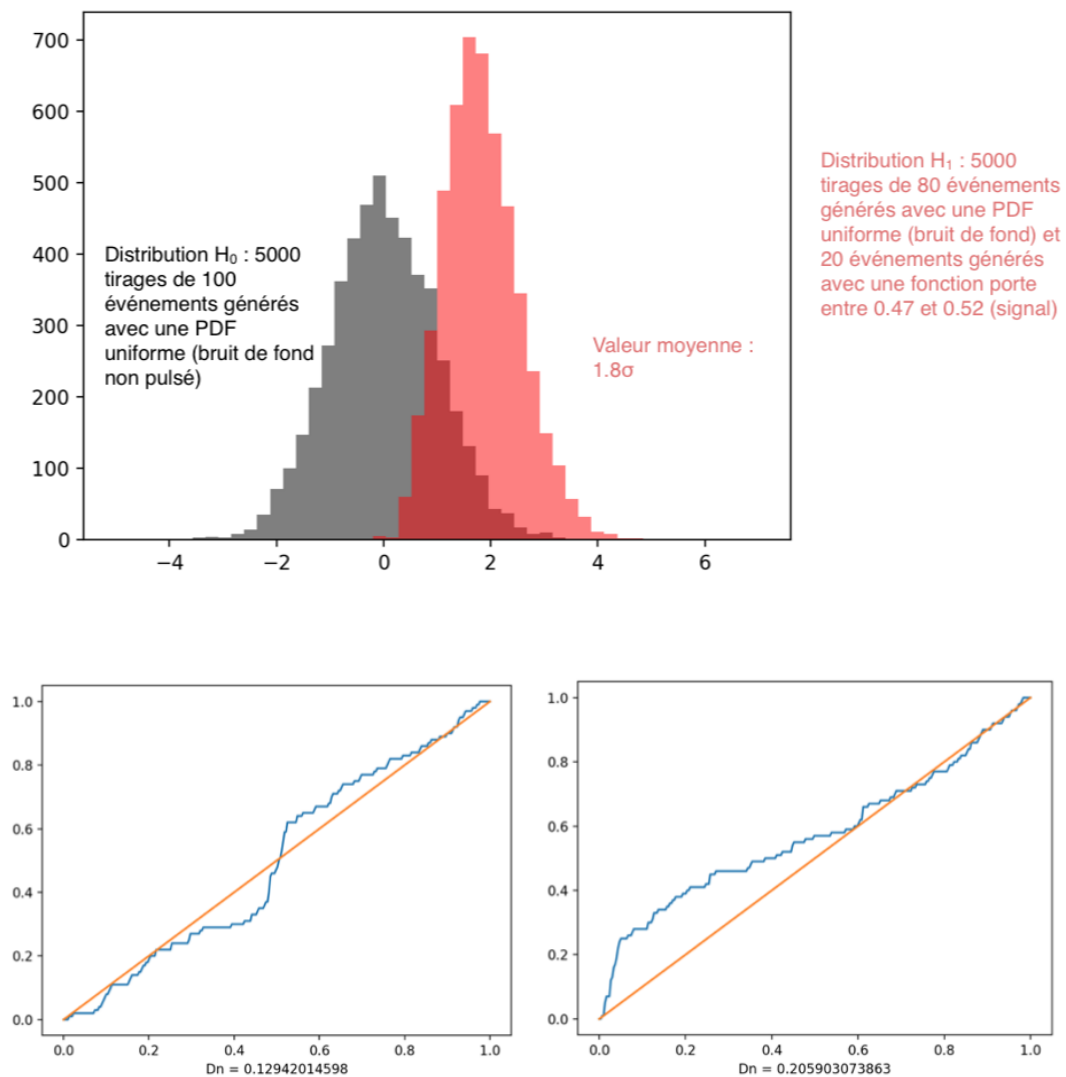 700
600
500
400
300
200
100
0
−4 −2 0 2 4 6
Distribution H₀ : 5000
tirages de 100
événements générés
avec une PDF
uniforme (bruit de fond
non pulsé)
Valeur moyenne :
1.8σ
Distribution H₁ : 5000
tirages de 80 événements
générés avec une PDF
uniforme (bruit de fond) et
20 événements générés
avec une fonction porte
entre 0.47 et 0.52 (signal)
1.0
0.8
0.6
0.4
0.2
0.0
0.0 0.2 0.4 0.6 0.8 1.0
Dn = 0.12942014598
1.0
0.8
0.6
0.4
0.2
0.0
0.0 0.2 0.4 0.6 0.8 1.0
Dn = 0.205903073863